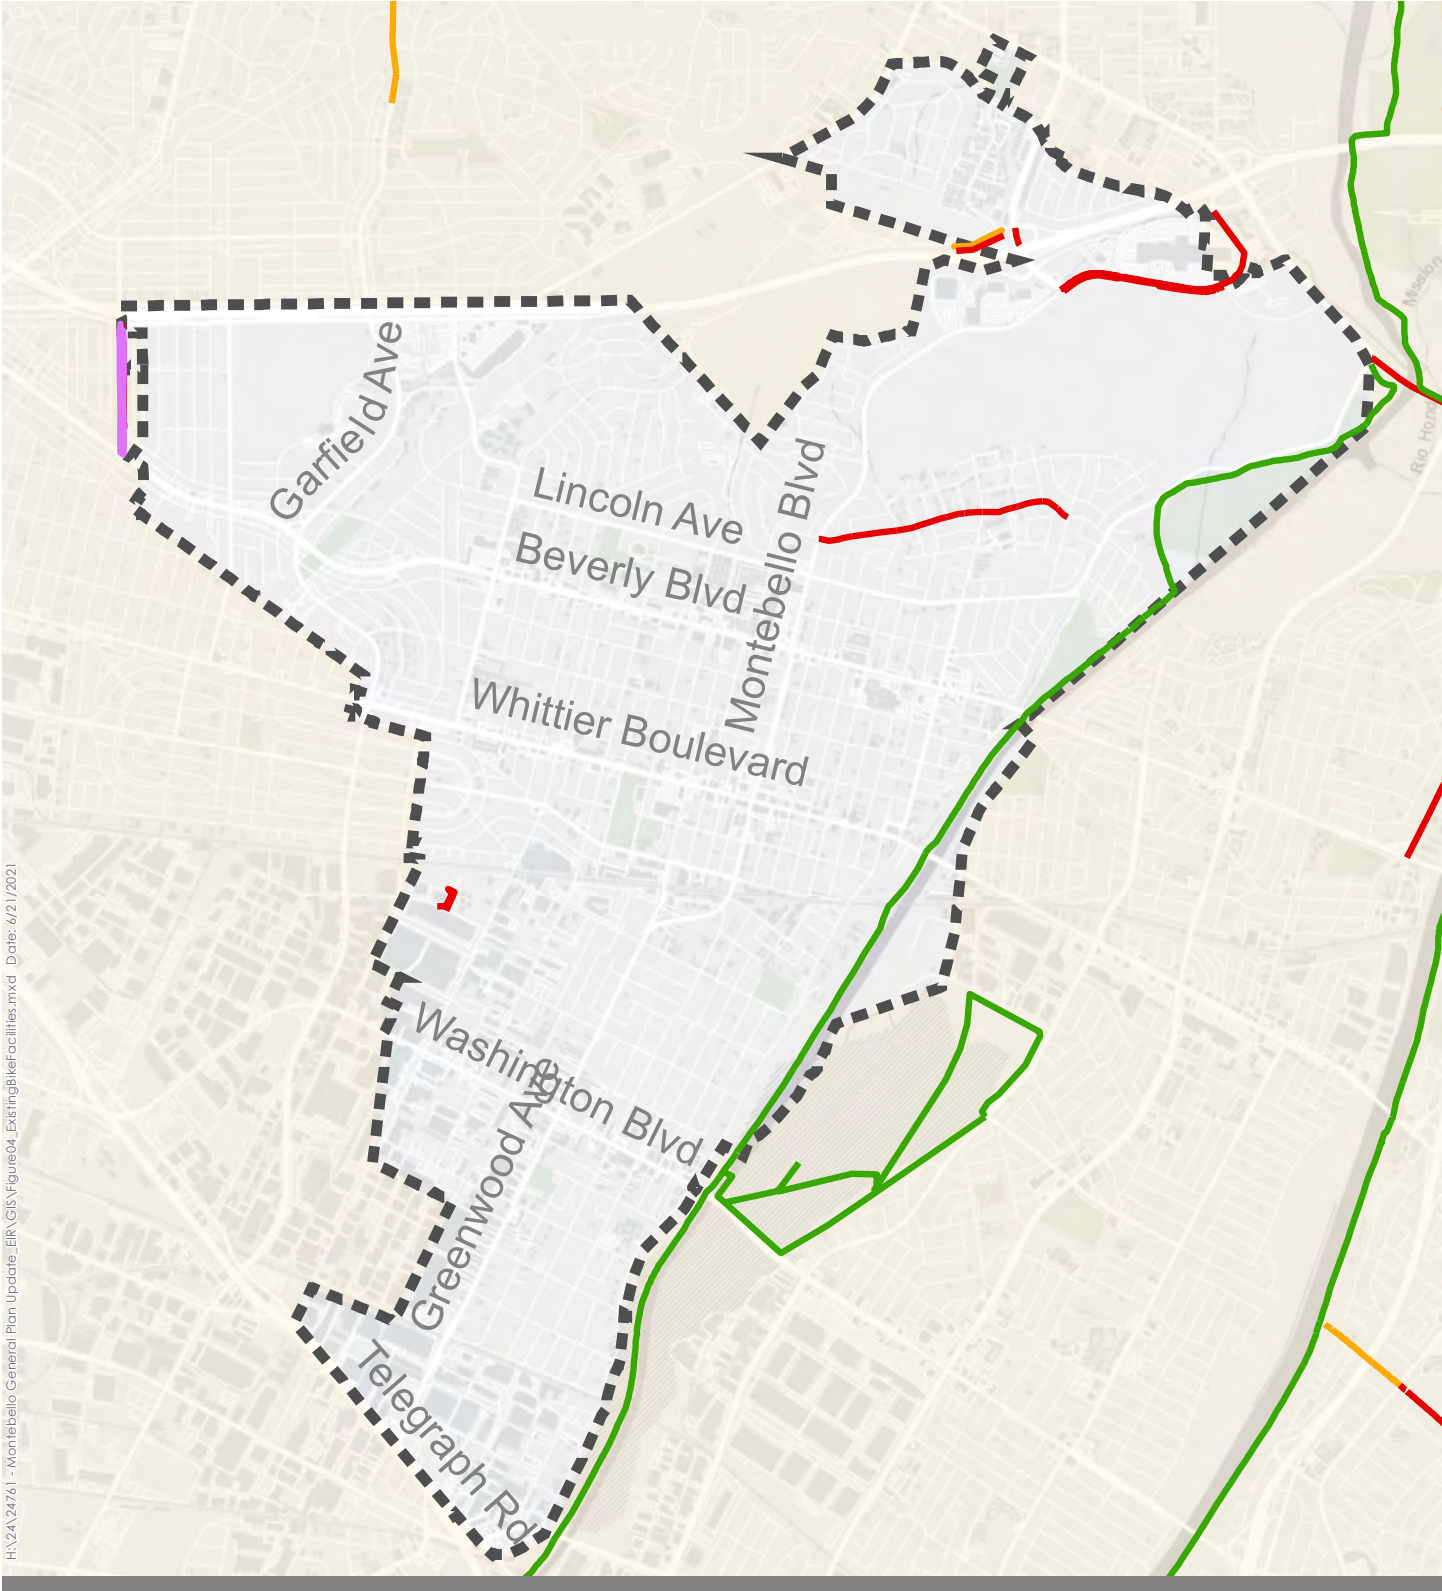 Mission
Rio Hond
Garfield Ave
Lincoln Ave
Beverly Blvd
Montebello Blvd
Whittier Boulevard
Washington Blvd
Greenwood Ave
Telegraph Rd
H:\24\24761 - Montebello General Plan Update_EIR\GIS\Figure04_ExistingBikeFacilities.mxd Date: 6/21/2021